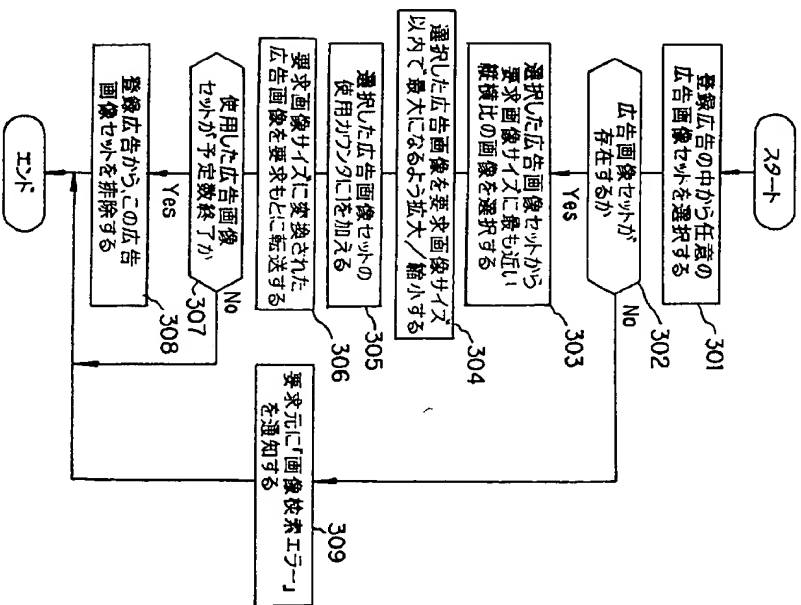 スタート
登録広告の中から任意の
広告画像セットを選択する
301
広告画像セットが
存在するか
302
No
Yes
選択した広告画像セットから
要求画像サイズに最も近い
縦横比の画像を選択する
303
選択した広告画像を要求画像サイズ
以内で最大になるよう拡大/縮小する
304
選択した広告画像セットの
使用カウンタに1を加える
305
要求画像サイズに変換された
広告画像を要求もとに転送する
306
使用した広告画像
セットが予定数終了か
307
No
Yes
登録広告から、この広告
画像セットを排除する
308
要求元に「画像検索エラー」
を通知する
309
エンド